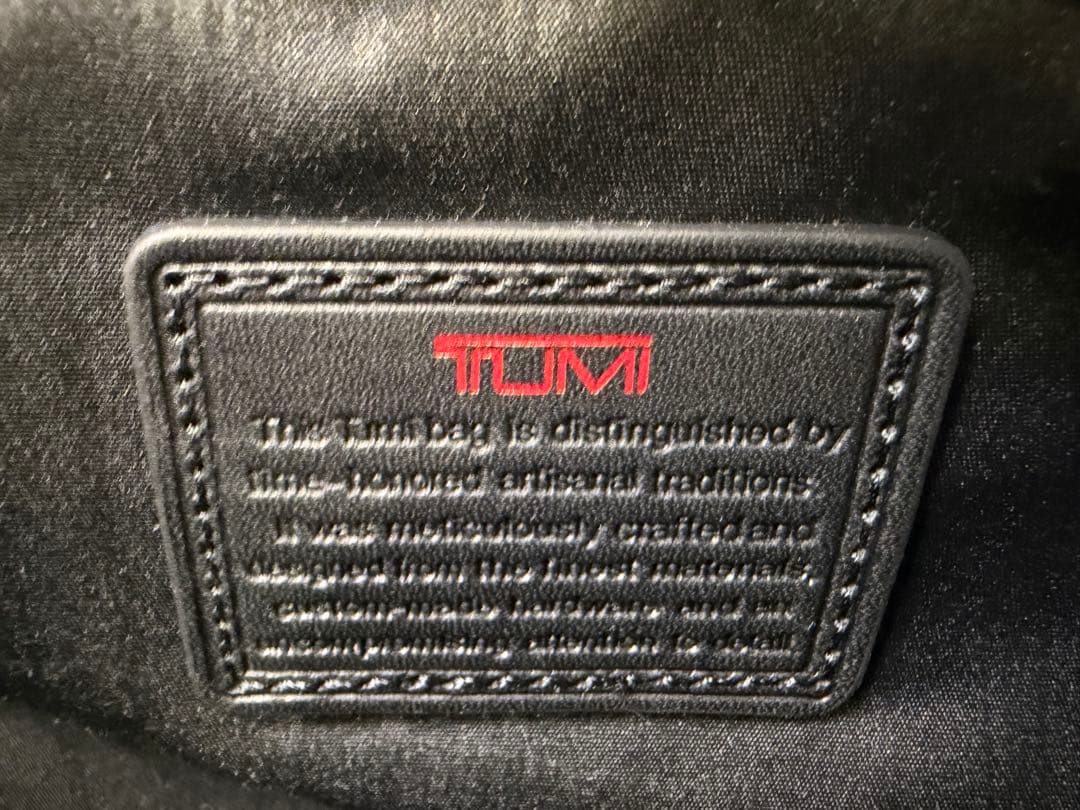 TUMI
This Tumi bag is distinguished by
time-honored artisanal traditions
It was meticulously crafted and
designed from the finest materials,
custom-made hardware and an
uncompromising attention to detail